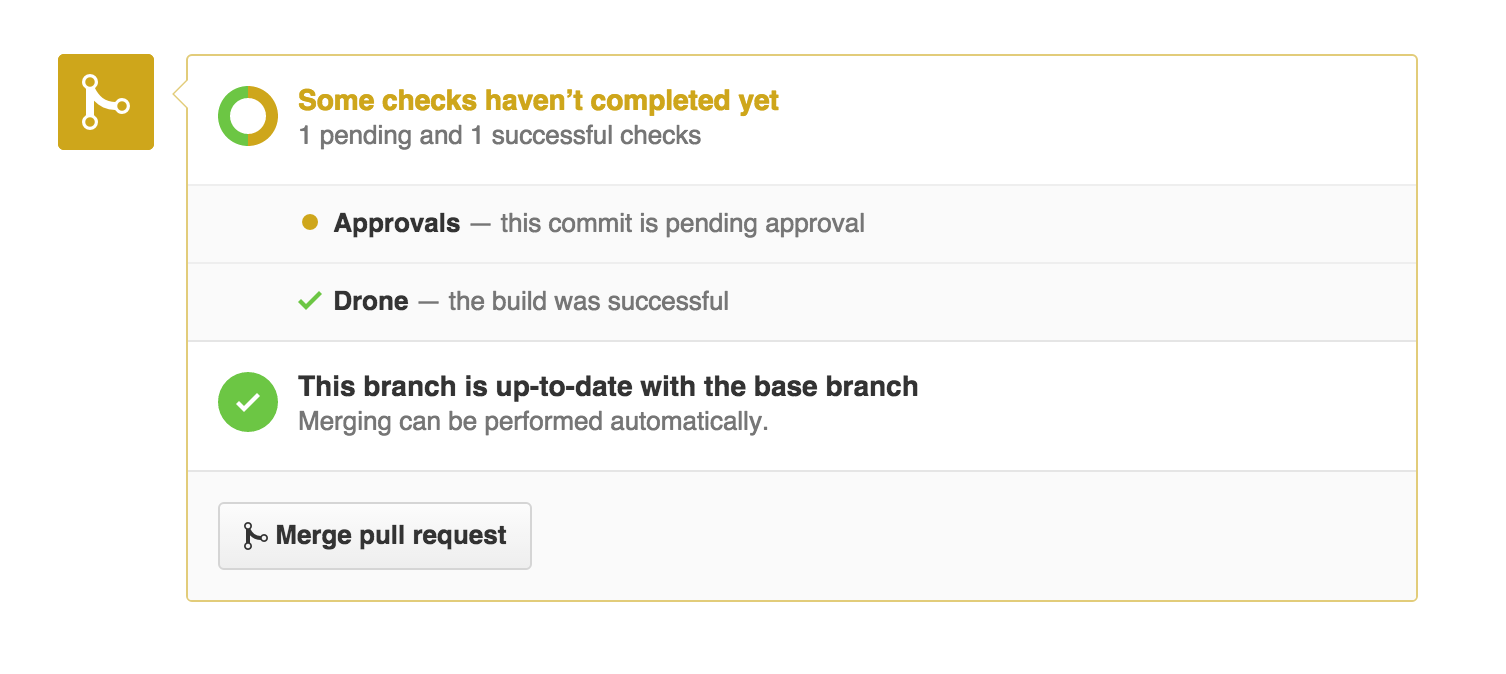 Some checks haven’t completed yet
1 pending and 1 successful checks
Approvals — this commit is pending approval
Drone — the build was successful
This branch is up-to-date with the base branch
Merging can be performed automatically.
Merge pull request